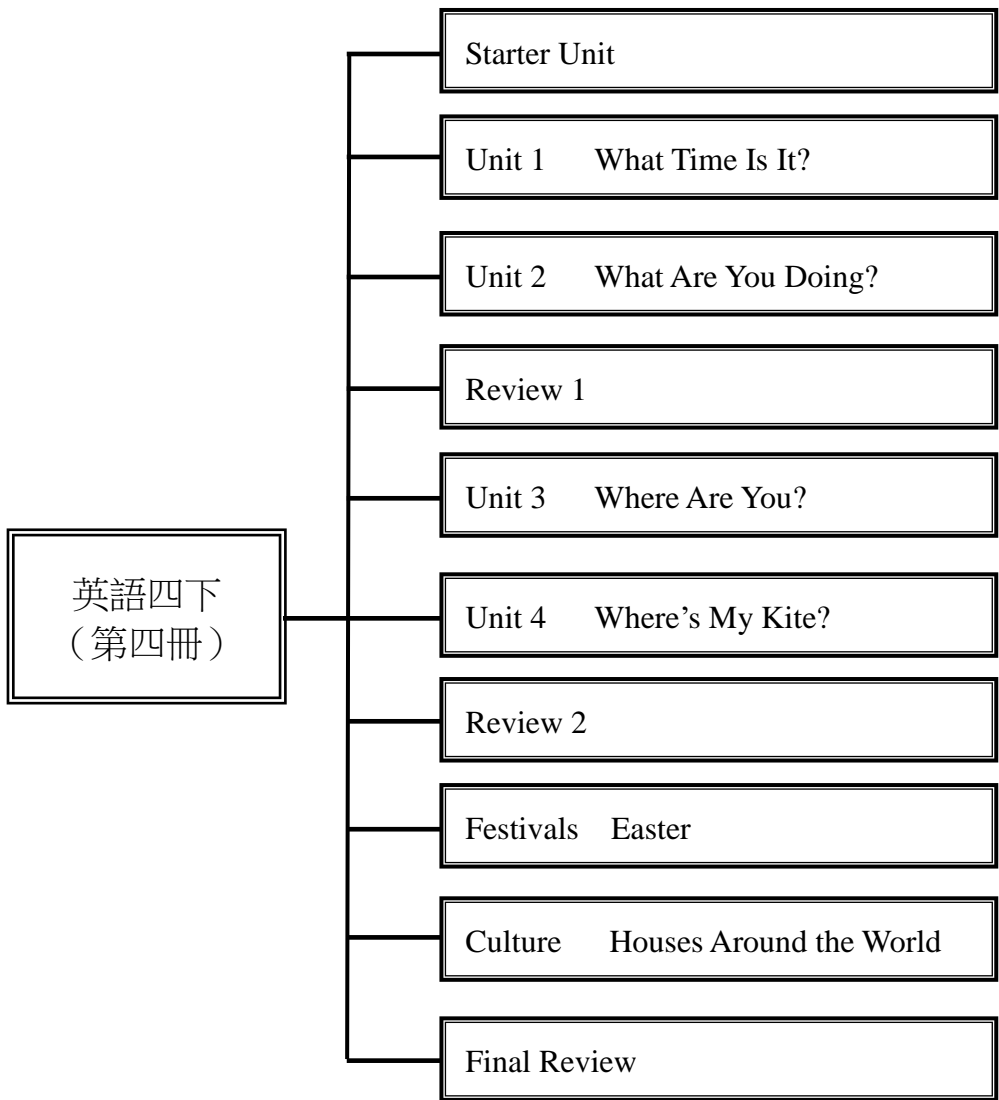 Starter Unit
Unit 1 What Time Is It?
Unit 2 What Are You Doing?
Review 1
Unit 3 Where Are You?
英語四下
（第四冊）
Unit 4 Where’s My Kite?
Review 2
Festivals Easter
Culture Houses Around the World
Final Review